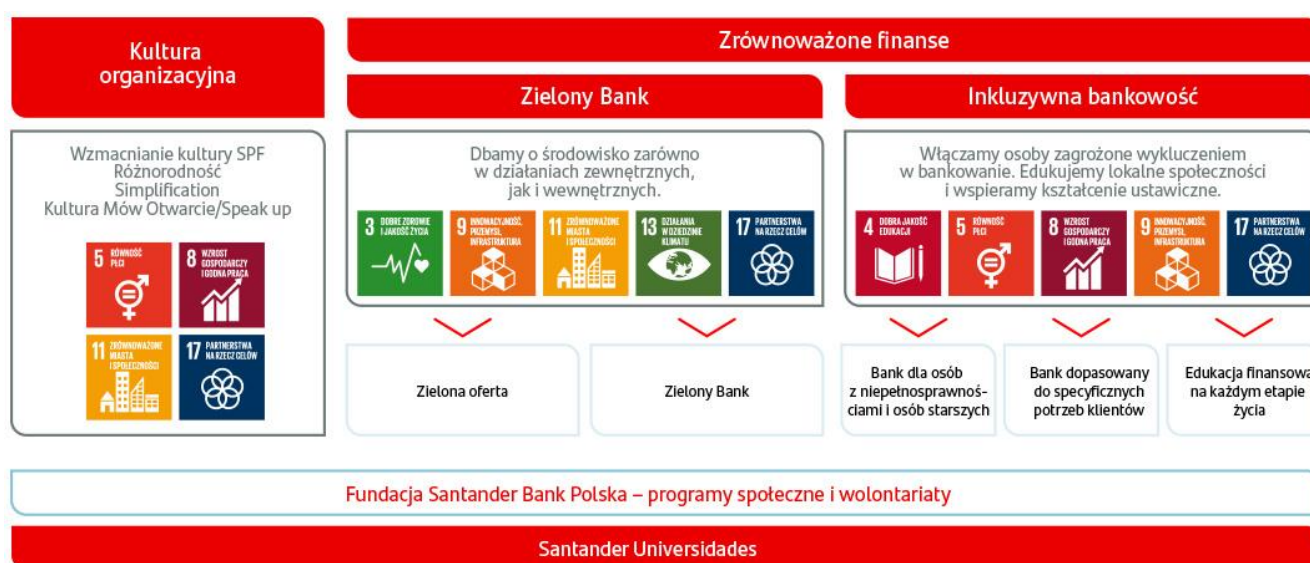 Kultura
organizacyjna
Wzmacnianie kultury SPF
Różnorodność
Simplification
Kultura Mów Otwarcie/Speak up
5 RÓWNOŚĆ
PŁCI
8 WZROST
GOSPODARCZY
I GODNA PRACA
11 ZRÓWNOWAŻONE
MIASTA
I SPOŁECZNOŚCI
17 PARTNERSTWA
NA RZECZ CELÓW
Zrównoważone finanse
Zielony Bank
Dbamy o środowisko zarówno
w działaniach zewnętrznych,
jak i wewnętrznych.
3 DOBRE ZDROWIE
I JAKOŚĆ ŻYCIA
9 INNOWACYJNOŚĆ,
PRZEMYSŁ,
INFRASTRUKTURA
11 ZRÓWNOWAŻONE
MIASTA
I SPOŁECZNOŚCI
13 DZIAŁANIA
W DZIEDZINIE
KLIMATU
17 PARTNERSTWA
NA RZECZ CELÓW
Zielona oferta
Zielony Bank
Inkluzywna bankowość
Włączamy osoby zagrożone wykluczeniem
w bankowanie. Edukujemy lokalne społeczności
i wspieramy kształcenie ustawiczne.
4 DOBRA JAKOŚĆ
EDUKACJI
5 RÓWNOŚĆ
PŁCI
8 WZROST
GOSPODARCZY
I GODNA PRACA
9 INNOWACYJNOŚĆ,
PRZEMYSŁ,
INFRASTRUKTURA
17 PARTNERSTWA
NA RZECZ CELÓW
Bank dla osób
z niepełnosprawnoś-
ciami i osób starszych
Bank dopasowany
do specyficznych
potrzeb klientów
Edukacja finansowa
na każdym etapie
życia
Fundacja Santander Bank Polska – programy społeczne i wolontariaty
Santander Universidades